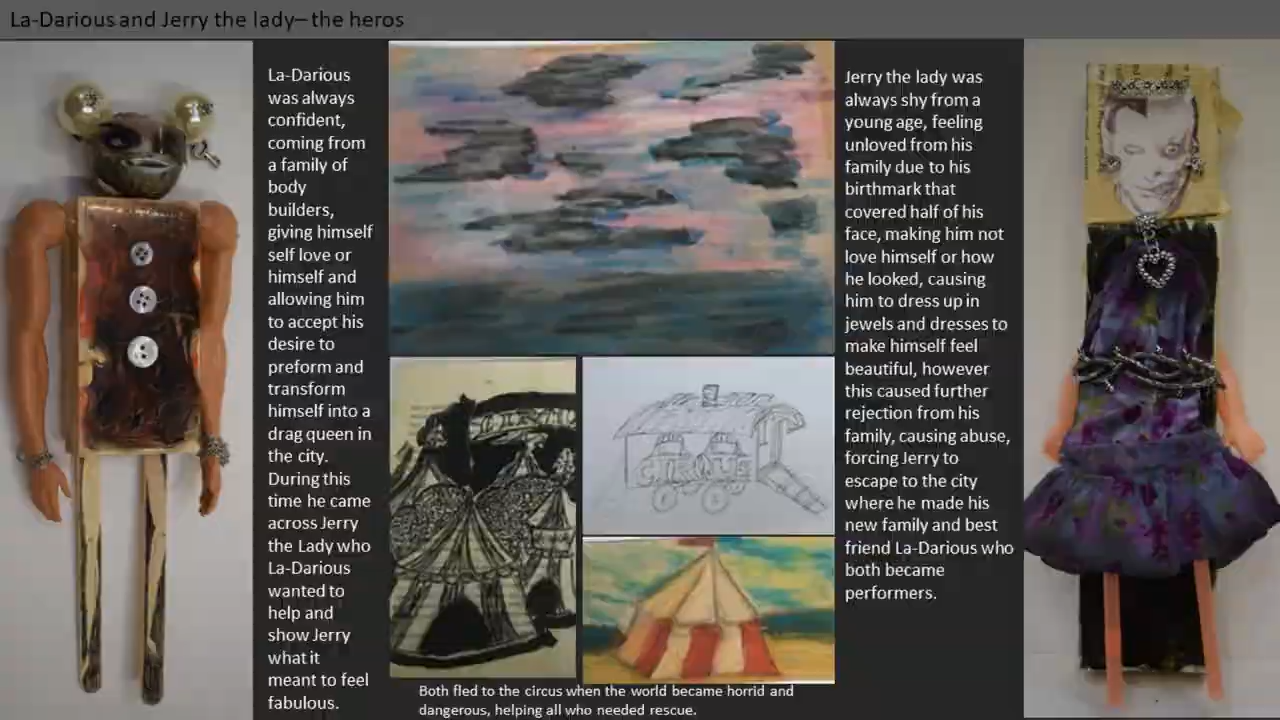 La-Darious and Jerry the lady– the heros
La-Darious
was always
confident,
coming from
a family of
body
builders,
giving himself
self love or
himself and
allowing him
to accept his
desire to
preform and
transform
himself into a
drag queen in
the city.
During this
time he came
across Jerry
the Lady who
La-Darious
wanted to
help and
show Jerry
what it
meant to feel
fabulous.
CIRQUE
Both fled to the circus when the world became horrid and
dangerous, helping all who needed rescue.
Jerry the lady was
always shy from a
young age, feeling
unloved from his
family due to his
birthmark that
covered half of his
face, making him not
love himself or how
he looked, causing
him to dress up in
jewels and dresses to
make himself feel
beautiful, however
this caused further
rejection from his
family, causing abuse,
forcing Jerry to
escape to the city
where he made his
new family and best
friend La-Darious who
both became
performers.